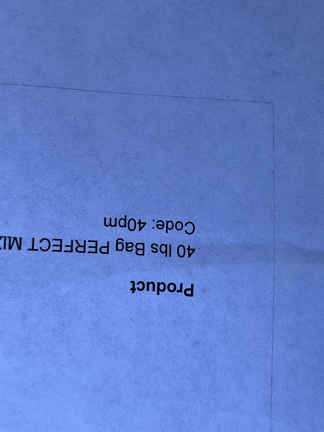 Product
40 lbs Bag PERFECT
Code: 40pm